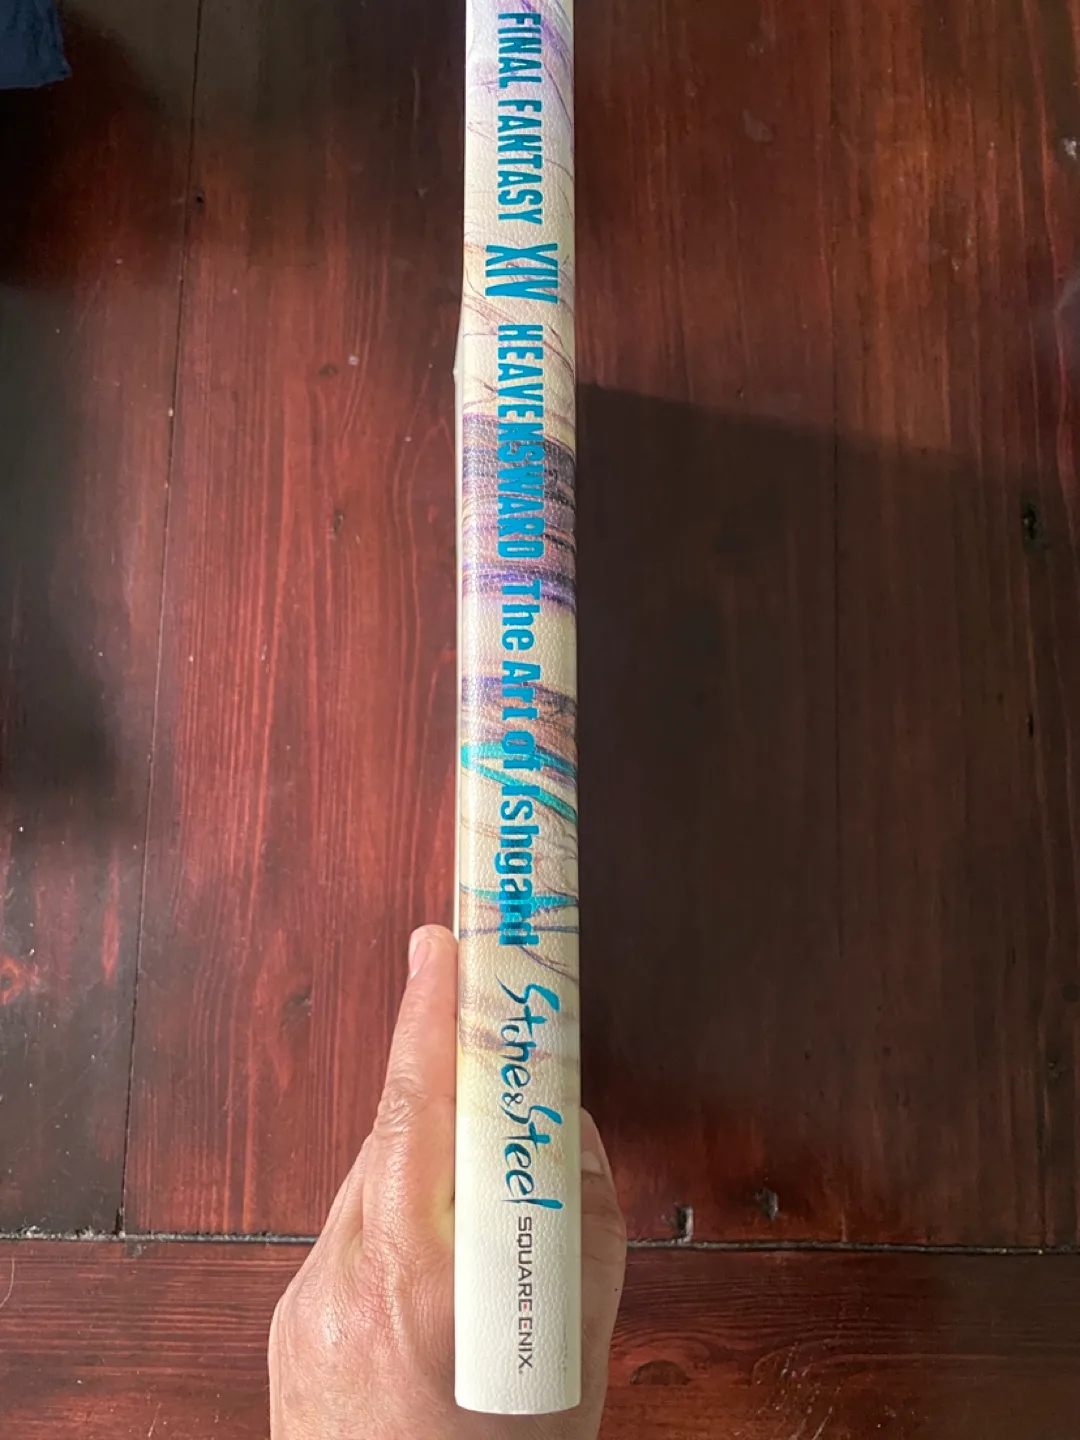 FINAL FANTASY XIV HEAVENSWARD The Art of Ishgard Stone & Steel SQUARE ENIX.